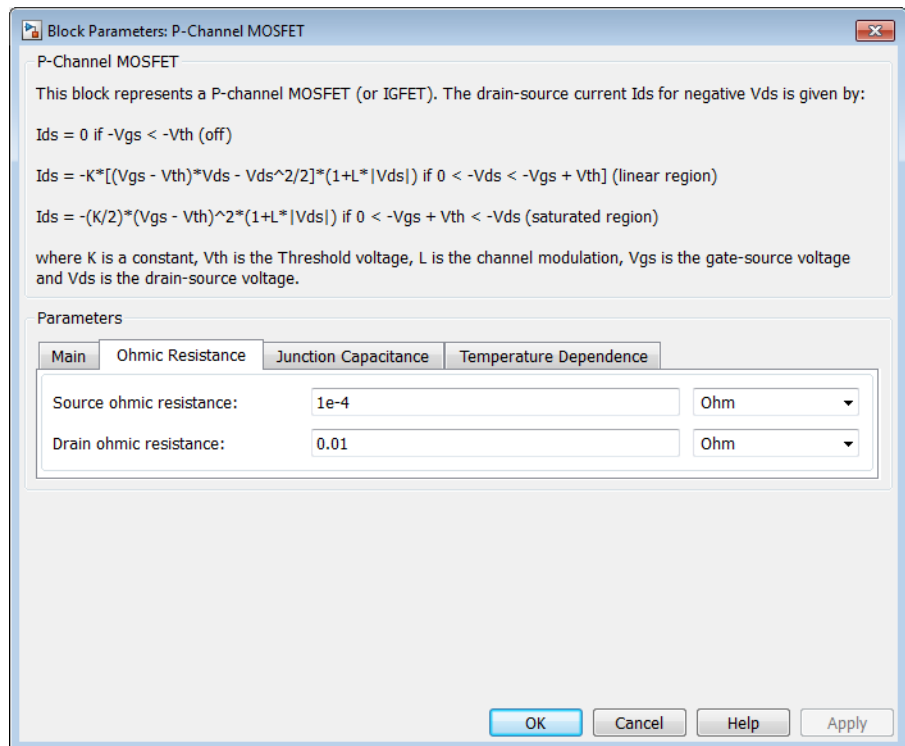 Block Parameters: P-Channel MOSFET
P-Channel MOSFET
This block represents a P-channel MOSFET (or IGFET). The drain-source current Ids for negative Vds is given by:
Ids = 0 if -Vgs < -Vth (off)
Ids = -K*[(Vgs - Vth)*Vds - Vds^2/2]*(1+L*|Vds|) if 0 < -Vds < -Vgs + Vth] (linear region)
Ids = -(K/2)*(Vgs - Vth)^2*(1+L*|Vds|) if 0 < -Vgs + Vth < -Vds (saturated region)
where K is a constant, Vth is the Threshold voltage, L is the channel modulation, Vgs is the gate-source voltage
and Vds is the drain-source voltage.
Parameters
Main Ohmic Resistance Junction Capacitance Temperature Dependence
Source ohmic resistance: 1e-4 Ohm
Drain ohmic resistance: 0.01 Ohm
OK Cancel Help Apply